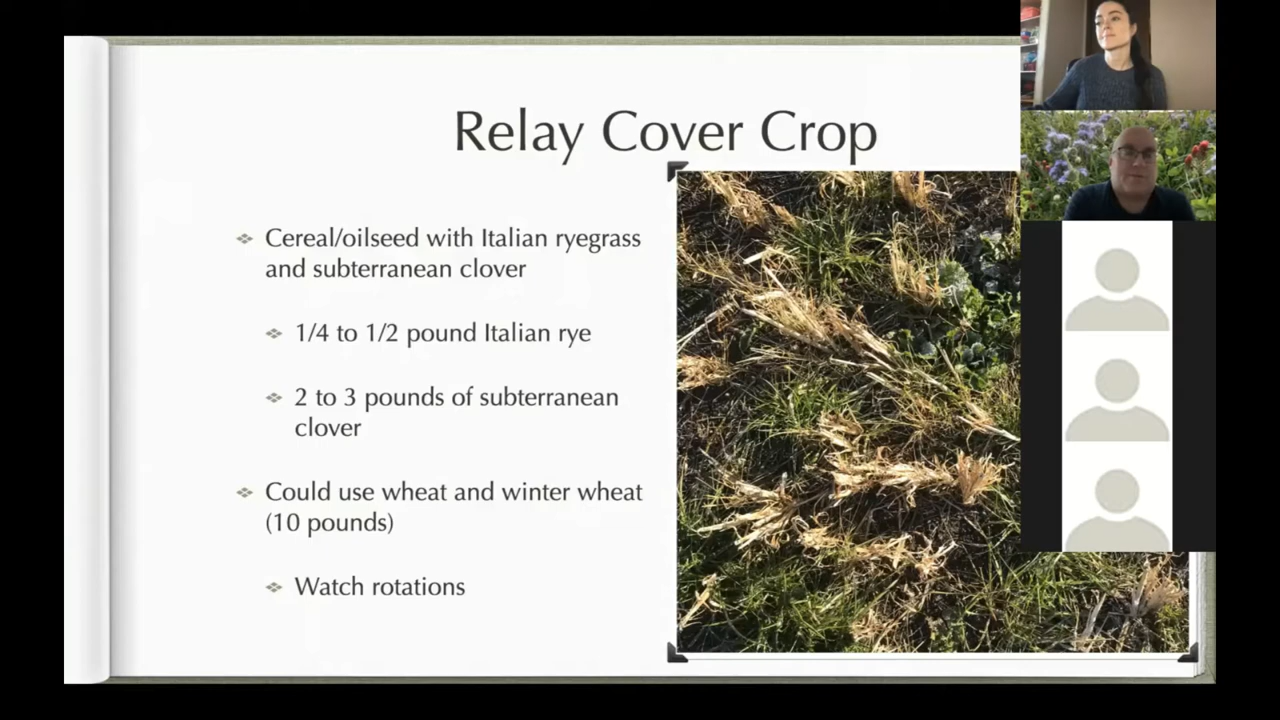 Relay Cover Crop
Cereal/oilseed with Italian ryegrass
and subterranean clover
1/4 to 1/2 pound Italian rye
2 to 3 pounds of subterranean
clover
Could use wheat and winter wheat
(10 pounds)
Watch rotations